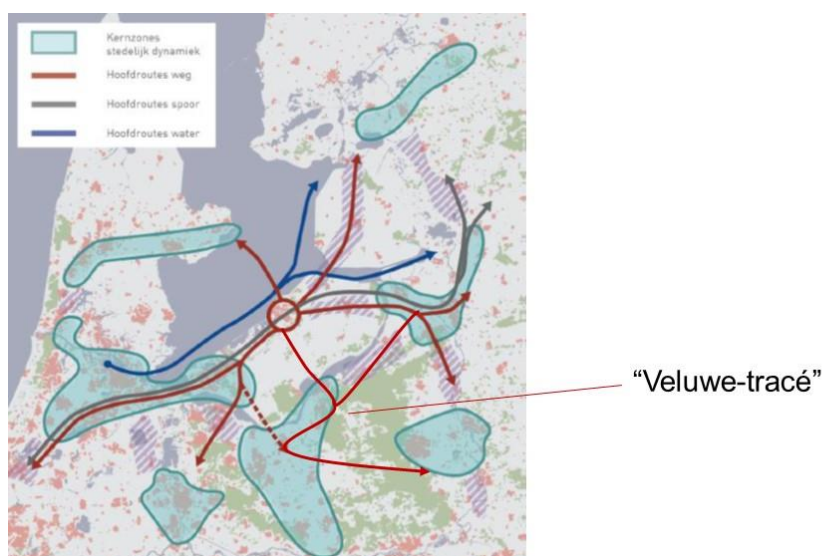 Kernzones
stedelijk dynamiek
Hoofdroutes weg
Hoofdroutes spoor
Hoofdroutes water
“Veluwe-tracé”